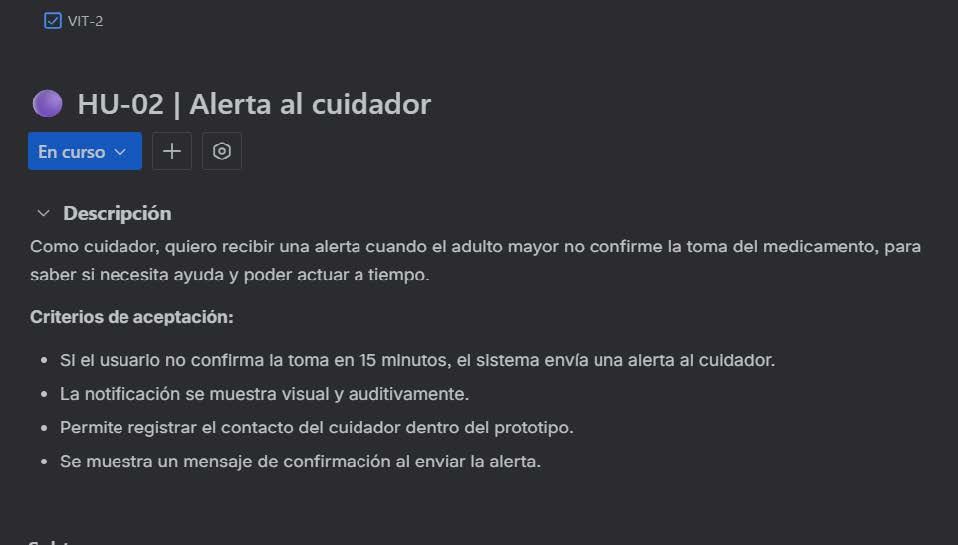 VIT-2
HU-02 | Alerta al cuidador
En curso
Descripción
Como cuidador, quiero recibir una alerta cuando el adulto mayor no confirme la toma del medicamento, para
saber si necesita ayuda y poder actuar a tiempo.
Criterios de aceptación:
• Si el usuario no confirma la toma en 15 minutos, el sistema envía una alerta al cuidador.
• La notificación se muestra visual y auditivamente.
• Permite registrar el contacto del cuidador dentro del prototipo.
• Se muestra un mensaje de confirmación al enviar la alerta.